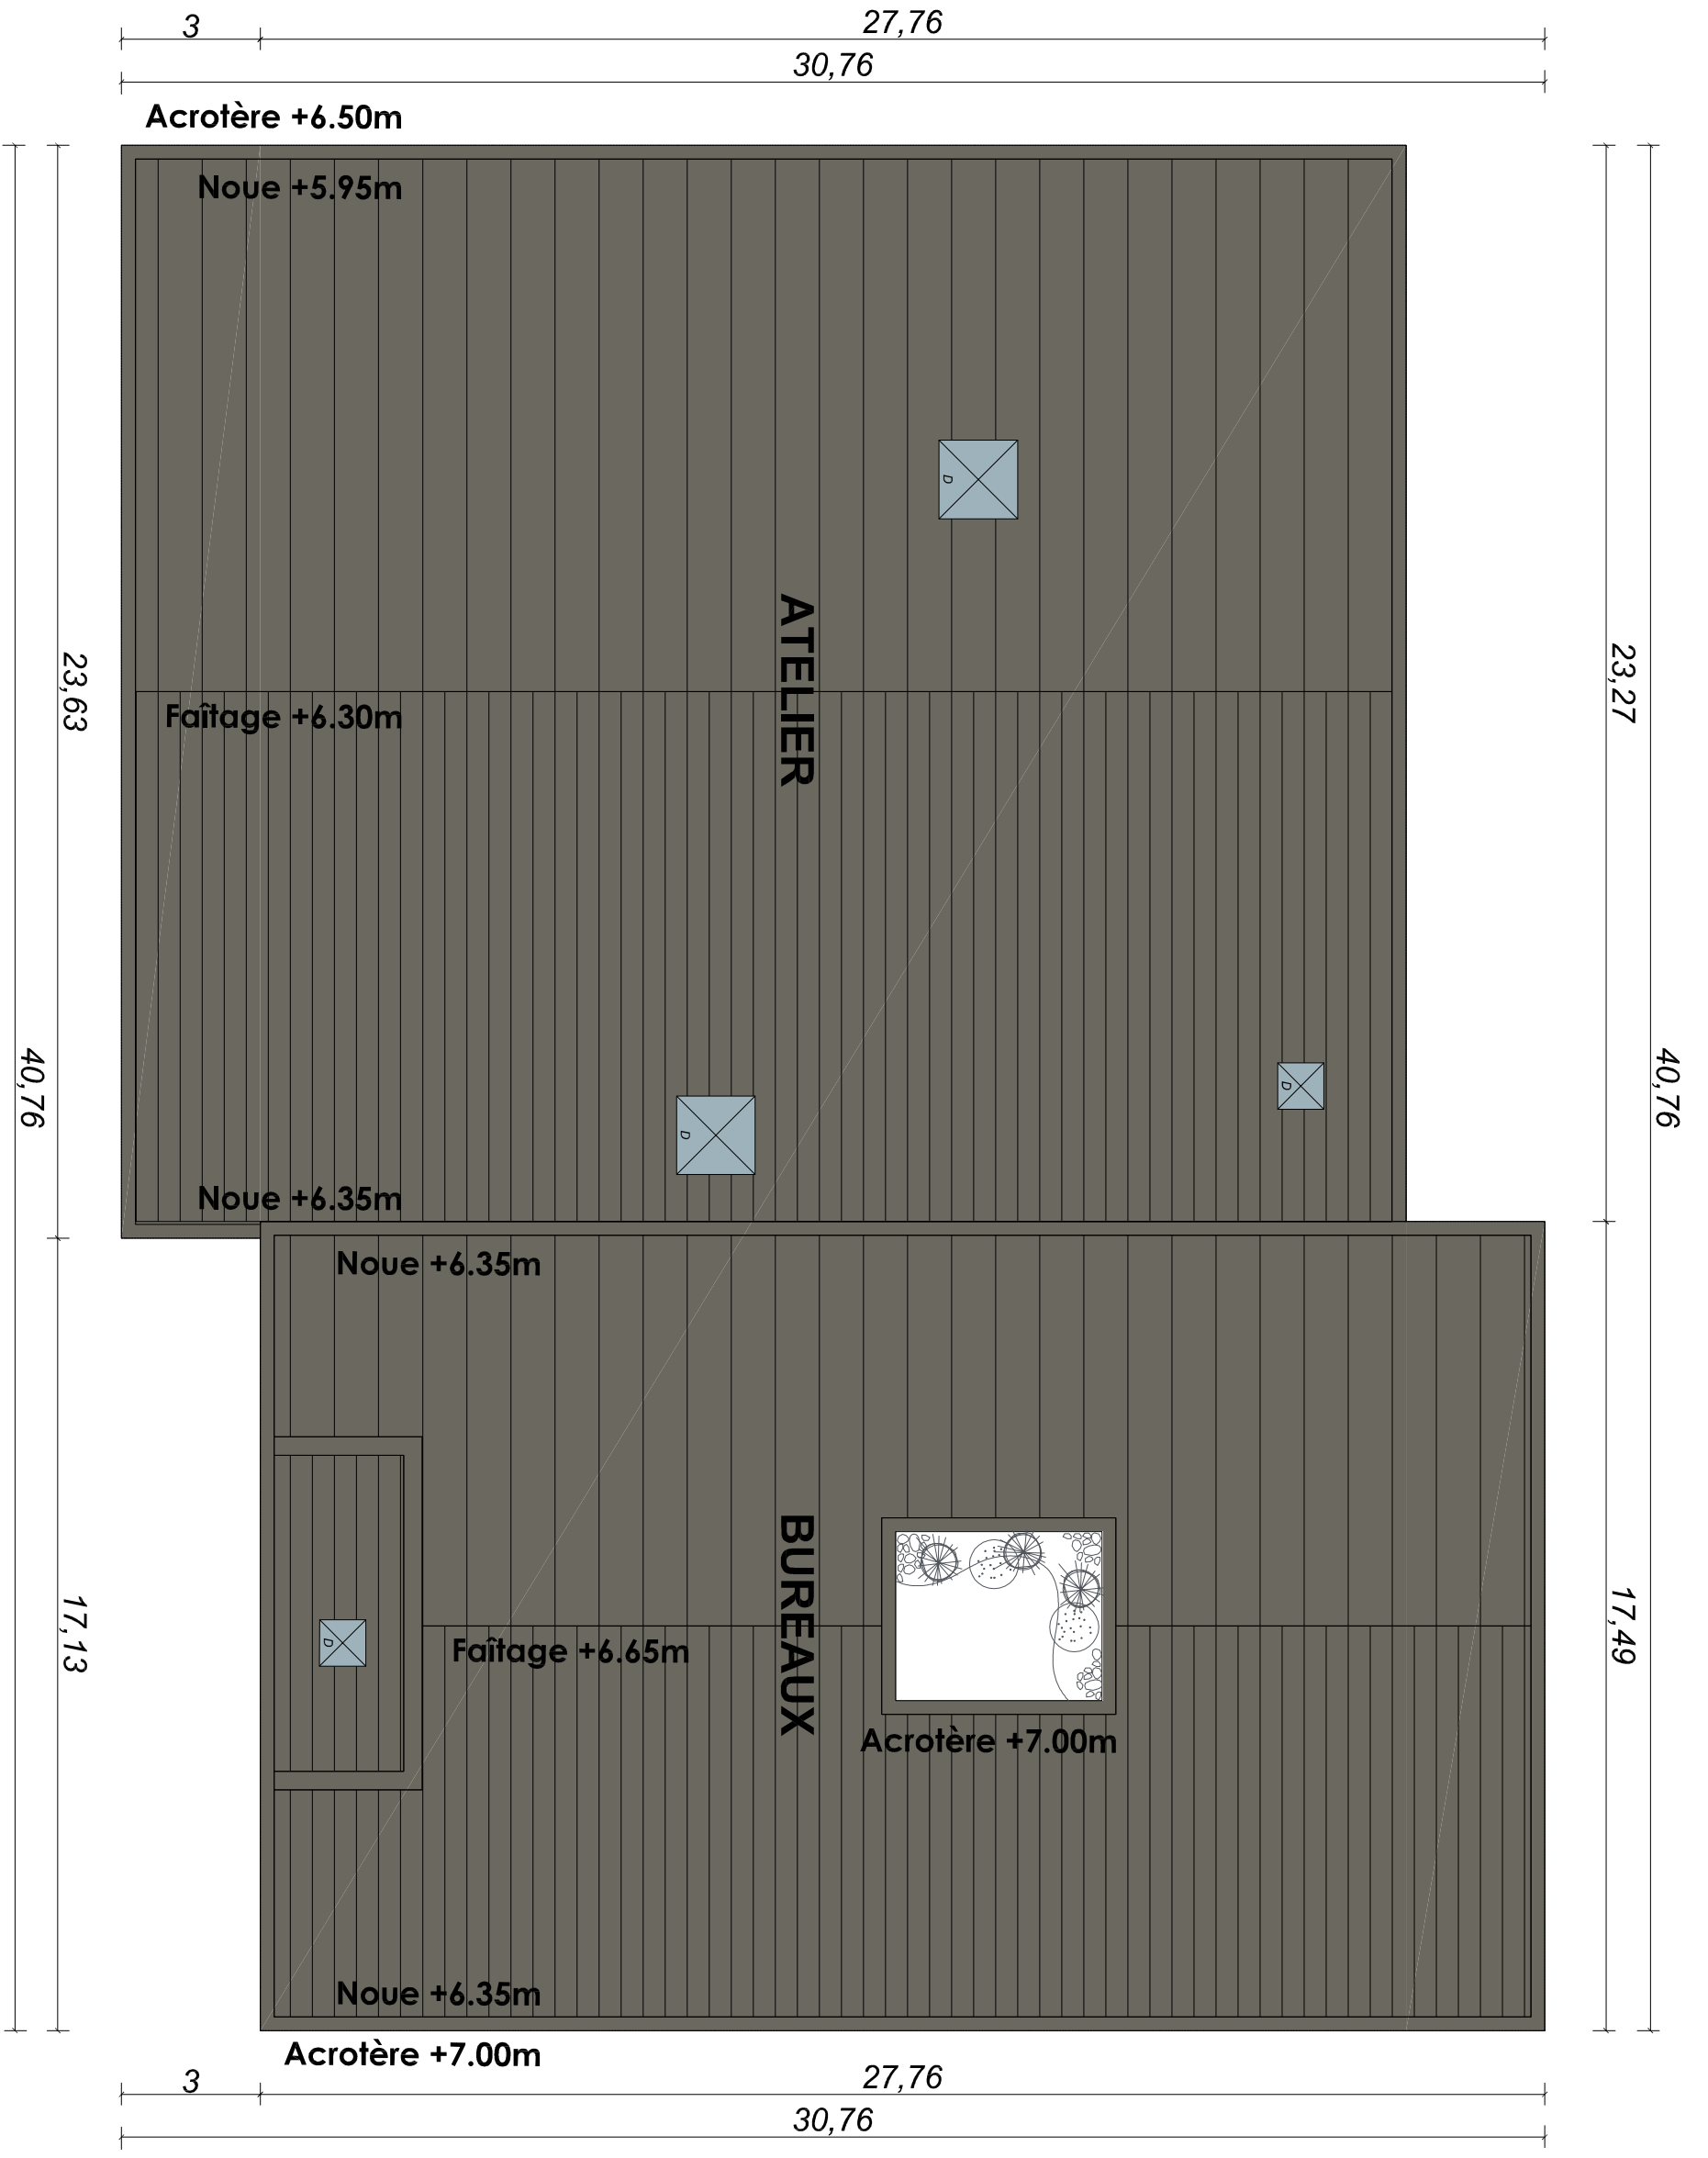 3
27,76
30,76
Acrotère +6.50m
Noue +5.95m
D
ATELIER
23,63
23,27
Faîtage +6.30m
40,76
40,76
D
D
Noue +6.35m
Noue +6.35m
BUREAUX
17,13
17,49
D
Faîtage +6.65m
Acrotère +7.00m
Noue +6.35m
Acrotère +7.00m
3
27,76
30,76